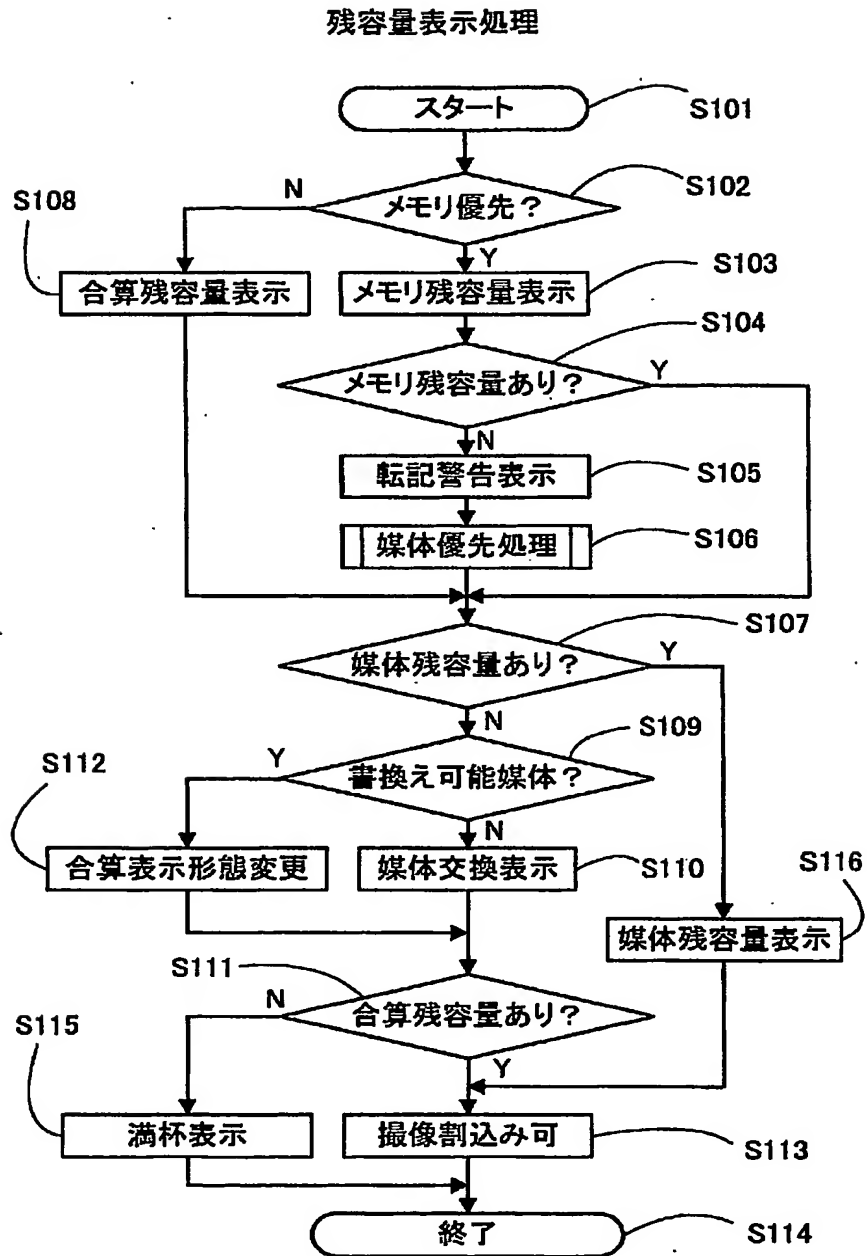 残容量表示処理
スタート
S101
メモリ優先？
S102
N
Y
S108
合算残容量表示
メモリ残容量表示
S103
メモリ残容量あり？
S104
Y
N
転記警告表示
S105
媒体優先処理
S106
媒体残容量あり？
S107
Y
N
書換え可能媒体？
S109
Y
N
S112
合算表示形態変更
媒体交換表示
S110
S116
媒体残容量表示
S111
合算残容量あり？
N
Y
S115
満杯表示
撮像割込み可
S113
終了
S114